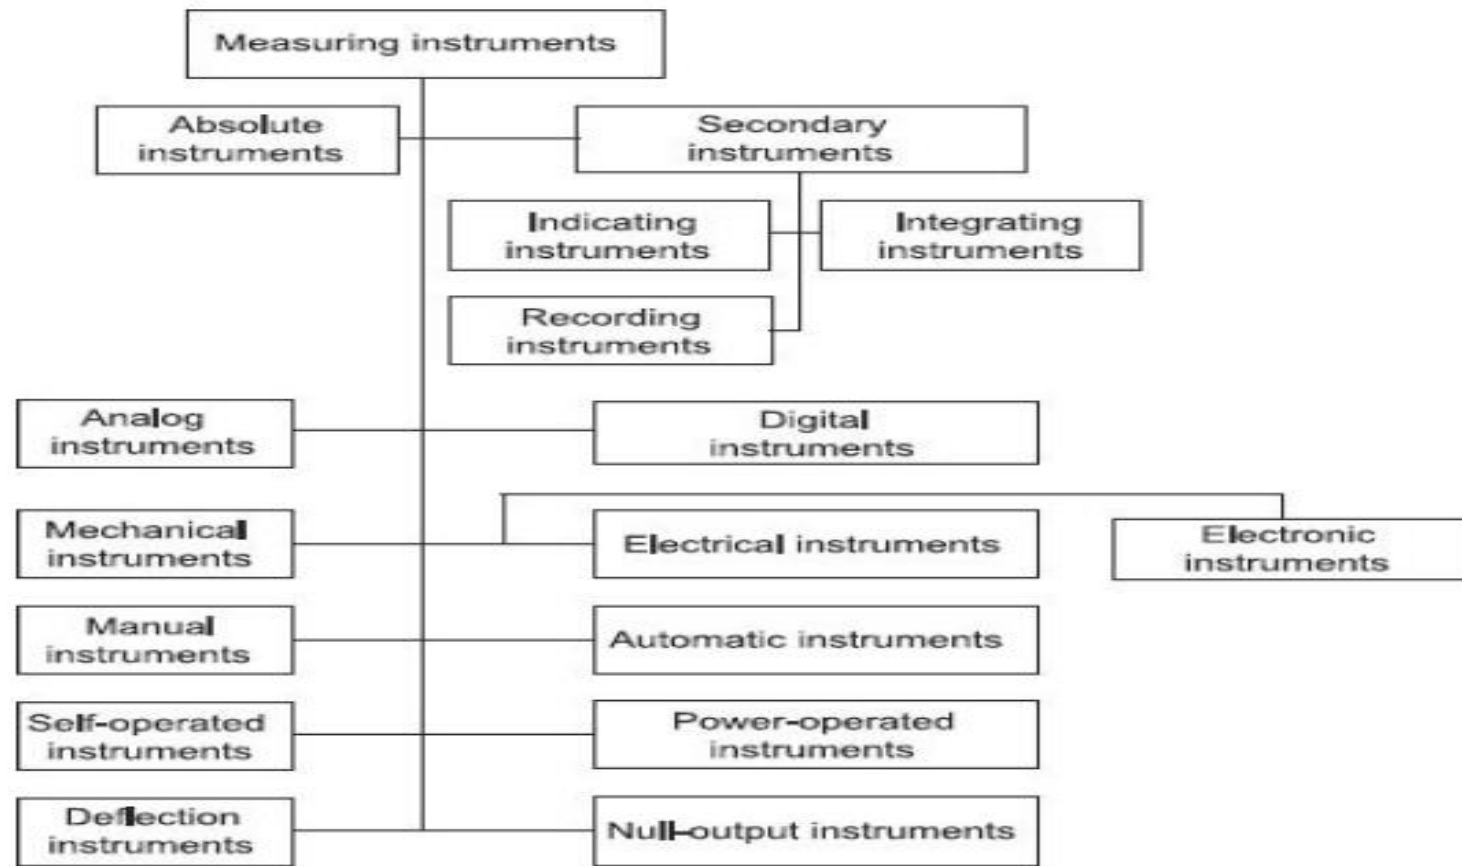 Measuring instruments
Absolute
instruments
Secondary
instruments
Indicating
instruments
Integrating
instruments
Recording
instruments
Analog
instruments
Digital
instruments
Mechanical
instruments
Electrical instruments
Electronic
instruments
Manual
instruments
Automatic instruments
Self-operated
instruments
Power-operated
instruments
Deflection
instruments
Null-output instruments